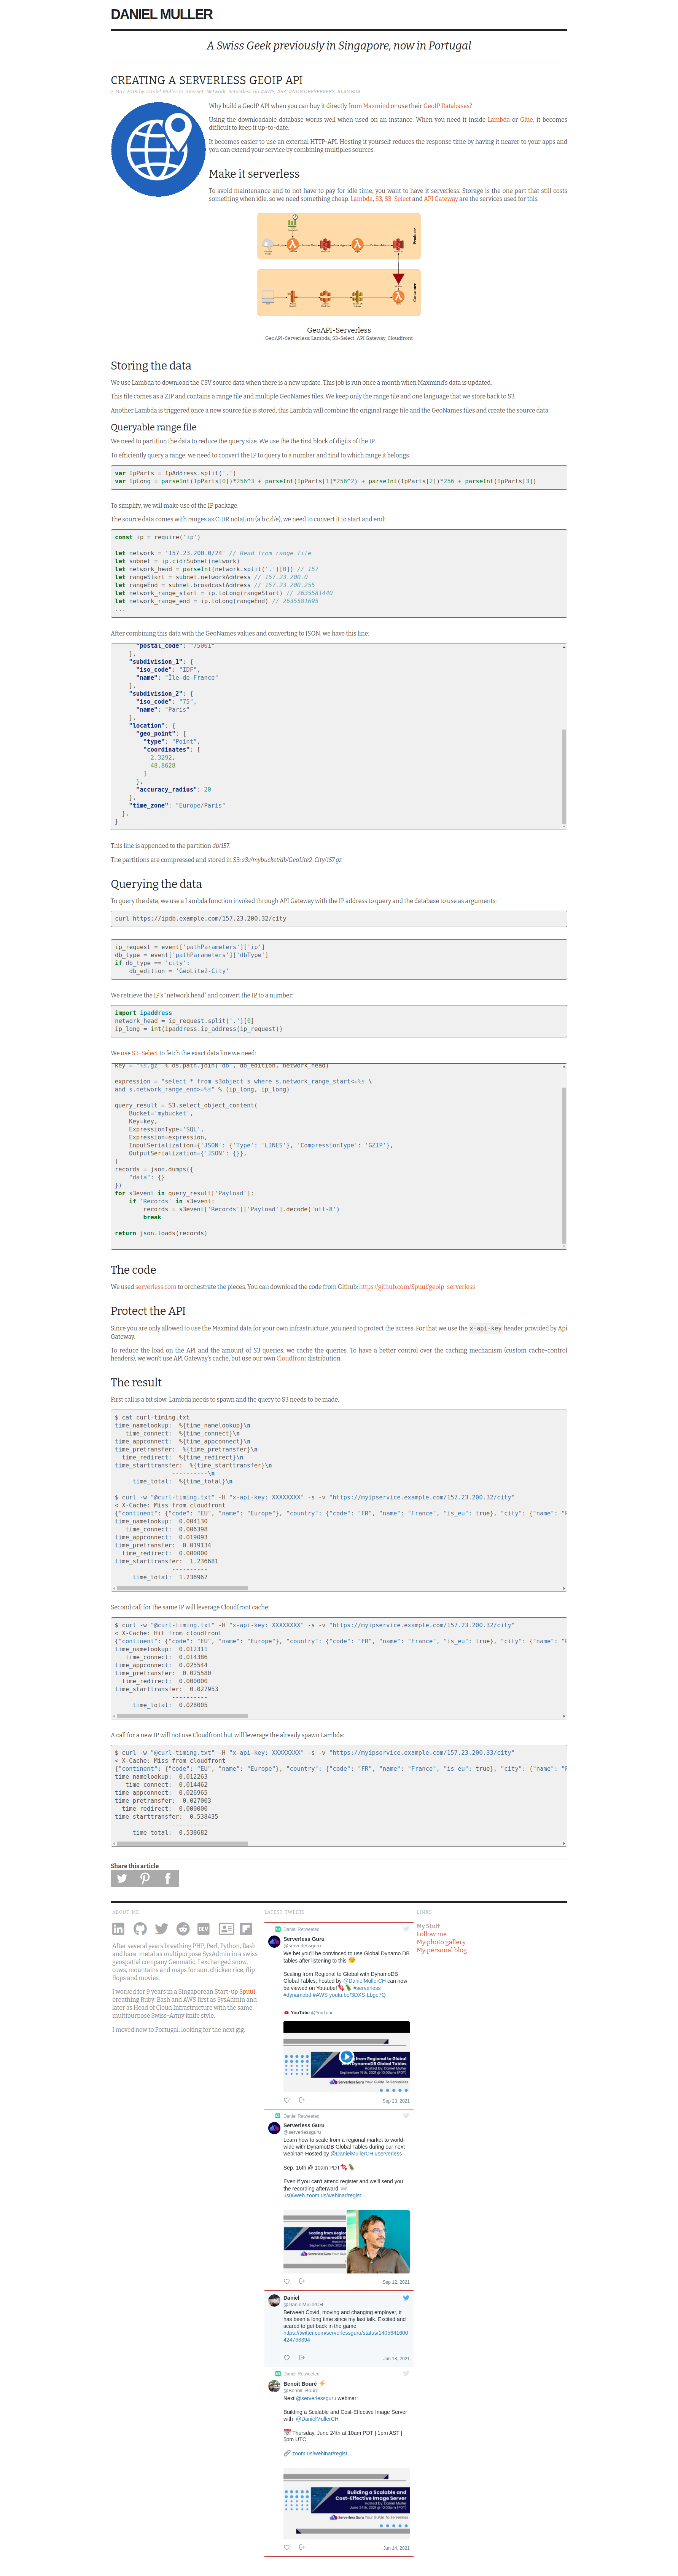 DANIEL MULLER
A Swiss Geek previously in Singapore, now in Portugal
CREATING A SERVERLESS GEOIP API
2 May 2018 by Daniel Muller in Internet, Network, Serverless on #AWS, #S3, #NOMORESERVERS, #LAMBDA
Why build a GeoIP API when you can buy it directly from Maxmind or use their GeoIP Databases?
Using the downloadable database works well when used on an instance. When you need it inside Lambda or Glue, it becomes
difficult to keep it up-to-date.
It becomes easier to use an external HTTP-API. Hosting it yourself reduces the response time by having it nearer to your apps and
you can extend your service by combining multiples sources.
Make it serverless
To avoid maintenance and to not have to pay for idle time, you want to have it serverless. Storage is the one part that still costs
something when idle, so we need something cheap. Lambda, S3, S3-Select and API Gateway are the services used for this.
Producer
Consumer
GeoAPI-Serverless
GeoAPI-Serverless: Lambda, S3-Select, API Gateway, Cloudfront
Storing the data
We use Lambda to download the CSV source data when there is a new update. This job is run once a month when Maxmind's data is updated.
This file comes as a ZIP and contains a range file and multiple GeoNames files. We keep only the range file and one language that we store back to S3.
Another Lambda is triggered once a new source file is stored, this Lambda will combine the original range file and the GeoNames files and create the source data.
Queryable range file
We need to partition the data to reduce the query size. We use the first block of digits of the IP.
To efficiently query a range, we need to convert the IP to query to a number and find to which range it belongs.
var IpParts = IpAddress.split('.')
var IpLong = parseInt(IpParts[0])*256^3 + parseInt(IpParts[1]*256^2) + parseInt(IpParts[2])*256 + parseInt(IpParts[3])
To simplify, we will make use of the IP package.
The source data comes with ranges as CIDR notation (a.b.c.d/e), we need to convert it to start and end:
const ip = require('ip')
let network = '157.23.200.0/24' // Read from range file
let subnet = ip.cidrSubnet(network)
let network_head = parseInt(network.split('.')[0]) // 157
let rangeStart = subnet.networkAddress // 157.23.200.0
let rangeEnd = subnet.broadcastAddress // 157.23.200.255
let network_range_start = ip.toLong(rangeStart) // 2635581440
let network_range_end = ip.toLong(rangeEnd) // 2635581695
...
After combining this data with the GeoNames values and converting to JSON, we have this line:
"postal_code": "75001"
},
"subdivision_1": {
"iso_code": "IDF",
"name": "Île-de-France"
},
"subdivision_2": {
"iso_code": "75",
"name": "Paris"
},
"location": {
"geo_point": {
"type": "Point",
"coordinates": [
2.3292,
48.8628
]
},
"accuracy_radius": 20
},
"time_zone": "Europe/Paris"
},
}
This line is appended to the partition db/157.
The partitions are compressed and stored in S3: s3://mybucket/db/GeoLite2-City/157.gz
Querying the data
To query the data, we use a Lambda function invoked through API Gateway with the IP address to query and the database to use as arguments:
curl https://ipdb.example.com/157.23.200.32/city
ip_request = event['pathParameters']['ip']
db_type = event['pathParameters']['dbType']
if db_type == 'city':
db_edition = 'GeoLite2-City'
We retrieve the IP's "network head" and convert the IP to a number:
import ipaddress
network_head = ip_request.split('.')[0]
ip_long = int(ipaddress.ip_address(ip_request))
We use S3-Select to fetch the exact data line we need:
key = "%s.gz" % os.path.join('db', db_edition, network_head)
expression = "select * from s3object s where s.network_range_start<=%s \
and s.network_range_end>=%s" % (ip_long, ip_long)
query_result = S3.select_object_content(
Bucket='mybucket',
Key=key,
ExpressionType='SQL',
Expression=expression,
InputSerialization={'JSON': {'Type': 'LINES'}, 'CompressionType': 'GZIP'},
OutputSerialization={'JSON': {}},
)
records = json.dumps({
"data": {}
})
for s3event in query_result['Payload']:
if 'Records' in s3event:
records = s3event['Records']['Payload'].decode('utf-8')
break
return json.loads(records)
The code
We used serverless.com to orchestrate the pieces. You can download the code from Github: https://github.com/Spuul/geoip-serverless
Protect the API
Since you are only allowed to use the Maxmind data for your own infrastructure, you need to protect the access. For that we use the x-api-key header provided by Api
Gateway.
To reduce the load on the API and the amount of S3 queries, we cache the queries. To have a better control over the caching mechanism (custom cache-control
headers), we won't use API Gateway's cache, but use our own Cloudfront distribution.
The result
First call is a bit slow, Lambda needs to spawn and the query to S3 needs to be made:
$ cat curl-timing.txt
time_namelookup: %{time_namelookup}\n
time_connect: %{time_connect}\n
time_appconnect: %{time_appconnect}\n
time_pretransfer: %{time_pretransfer}\n
time_redirect: %{time_redirect}\n
time_starttransfer: %{time_starttransfer}\n
----------\n
time_total: %{time_total}\n
$ curl -w "@curl-timing.txt" -H "x-api-key: XXXXXXXX" -s -v "https://myipservice.example.com/157.23.200.32/city"
< X-Cache: Miss from cloudfront
{"continent": {"code": "EU", "name": "Europe"}, "country": {"code": "FR", "name": "France", "is_eu": true}, "city": {"name": "P
time_namelookup: 0.004130
time_connect: 0.006398
time_appconnect: 0.019093
time_pretransfer: 0.019134
time_redirect: 0.000000
time_starttransfer: 1.236681
----------
time_total: 1.236967
Second call for the same IP will leverage Cloudfront cache:
$ curl -w "@curl-timing.txt" -H "x-api-key: XXXXXXXX" -s -v "https://myipservice.example.com/157.23.200.32/city"
< X-Cache: Hit from cloudfront
{"continent": {"code": "EU", "name": "Europe"}, "country": {"code": "FR", "name": "France", "is_eu": true}, "city": {"name": "P
time_namelookup: 0.012311
time_connect: 0.014386
time_appconnect: 0.025544
time_pretransfer: 0.025580
time_redirect: 0.000000
time_starttransfer: 0.027953
----------
time_total: 0.028005
A call for a new IP will not use Cloudfront but will leverage the already spawn Lambda:
$ curl -w "@curl-timing.txt" -H "x-api-key: XXXXXXXX" -s -v "https://myipservice.example.com/157.23.200.33/city"
< X-Cache: Miss from cloudfront
{"continent": {"code": "EU", "name": "Europe"}, "country": {"code": "FR", "name": "France", "is_eu": true}, "city": {"name": "P
time_namelookup: 0.012263
time_connect: 0.014462
time_appconnect: 0.026965
time_pretransfer: 0.027003
time_redirect: 0.000000
time_starttransfer: 0.538435
----------
time_total: 0.538682
Share this article
ABOUT ME
DEV
After several years breathing PHP, Perl, Python, Bash
and bare-metal as multipurpose SysAdmin in a swiss
geospatial company Geomatic, I exchanged snow,
cows, mountains and maps for sun, chicken rice, flip-
flops and movies.
I worked for 9 years in a Singaporean Start-up Spuul,
breathing Ruby, Bash and AWS first as SysAdmin and
later as Head of Cloud Infrastructure with the same
multipurpose Swiss-Army knife style.
I moved now to Portugal, looking for the next gig.
LATEST TWEETS
Daniel Retweeted
Serverless Guru
@serverlessguru
We bet you'll be convinced to use Global Dynamo DB
tables after listening to this 😏
Scaling from Regional to Global with DynamoDB
Global Tables, hosted by @DanielMullerCH can now
be viewed on Youtube! #serverless
#dynamobd #AWS youtu.be/3DXS-Lbge7Q
YouTube @YouTube
from Regional to Global
with DynamoDB Global Tables
Hosted by: Daniel Muller
ServerlessGuru Your Guide To Serverless
Sep 23, 2021
Daniel Retweeted
Serverless Guru
@serverlessguru
Learn how to scale from a regional market to world-
wide with DynamoDB Global Tables during our next
webinar! Hosted by @DanielMullerCH #serverless
Sep. 16th @ 10am PDT
Even if you can't attend register and we'll send you
the recording afterward
us06web.zoom.us/webinar/regist…
Sep 12, 2021
Daniel
@DanielMullerCH
Between Covid, moving and changing employer, it
has been a long time since my last talk. Excited and
scared to get back in the game
https://twitter.com/serverlessguru/status/1405641600
424763394
Jun 18, 2021
Daniel Retweeted
Benoît Bouré ⚡
@Benoit_Boure
Next @serverlessguru webinar:
Building a Scalable and Cost-Effective Image Server
with @DanielMullerCH
📅 Thursday, June 24th at 10am PDT | 1pm AST |
5pm UTC
🔗 zoom.us/webinar/regist…
Building a Scalable and
Cost-Effective Image Server
Hosted by: Daniel Muller
ServerlessGuru Your Guide To Serverless
Jun 14, 2021
LINKS
My Stuff
Follow me
My photo gallery
My personal blog